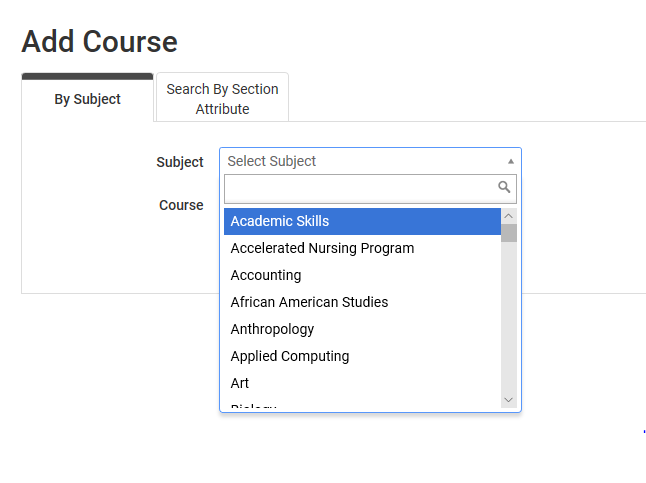 Add Course
By Subject
Search By Section
Attribute
Subject
Select Subject
Course
Academic Skills
Accelerated Nursing Program
Accounting
African American Studies
Anthropology
Applied Computing
Art
Biology